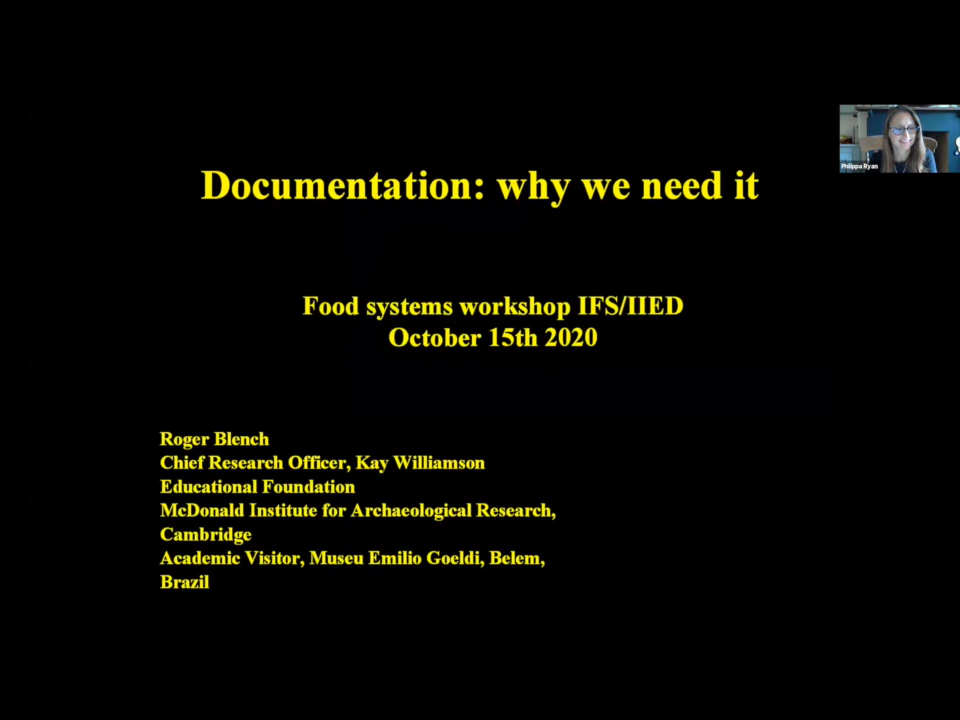 Documentation: why we need it
Philippa Ryan
Food systems workshop IFS/IIED
October 15th 2020
Roger Blench
Chief Research Officer, Kay Williamson
Educational Foundation
McDonald Institute for Archaeological Research,
Cambridge
Academic Visitor, Museu Emilio Goeldi, Belem,
Brazil